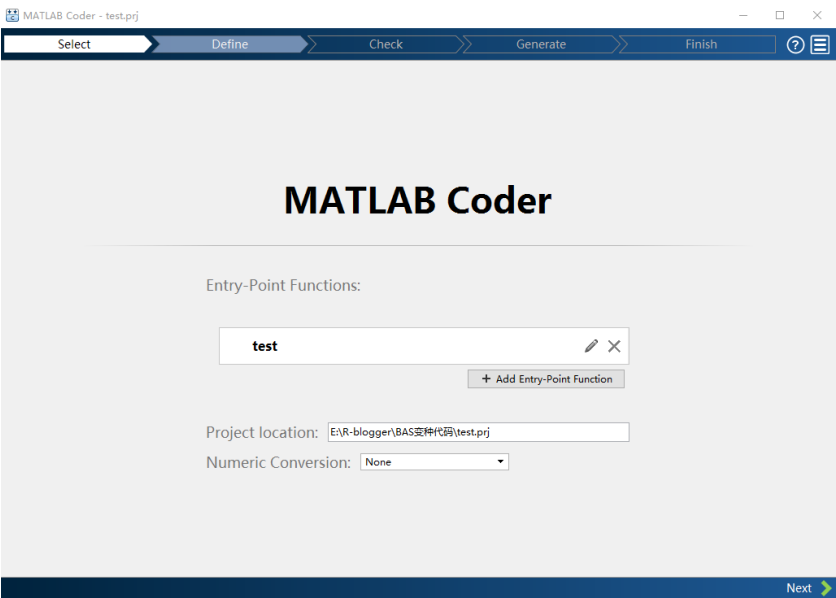 MATLAB Coder - test.prj
Select Define Check Generate Finish ?
MATLAB Coder
Entry-Point Functions:
test
+ Add Entry-Point Function
Project location: E:\R-blogger\BAS变种代码\test.prj
Numeric Conversion: None
Next